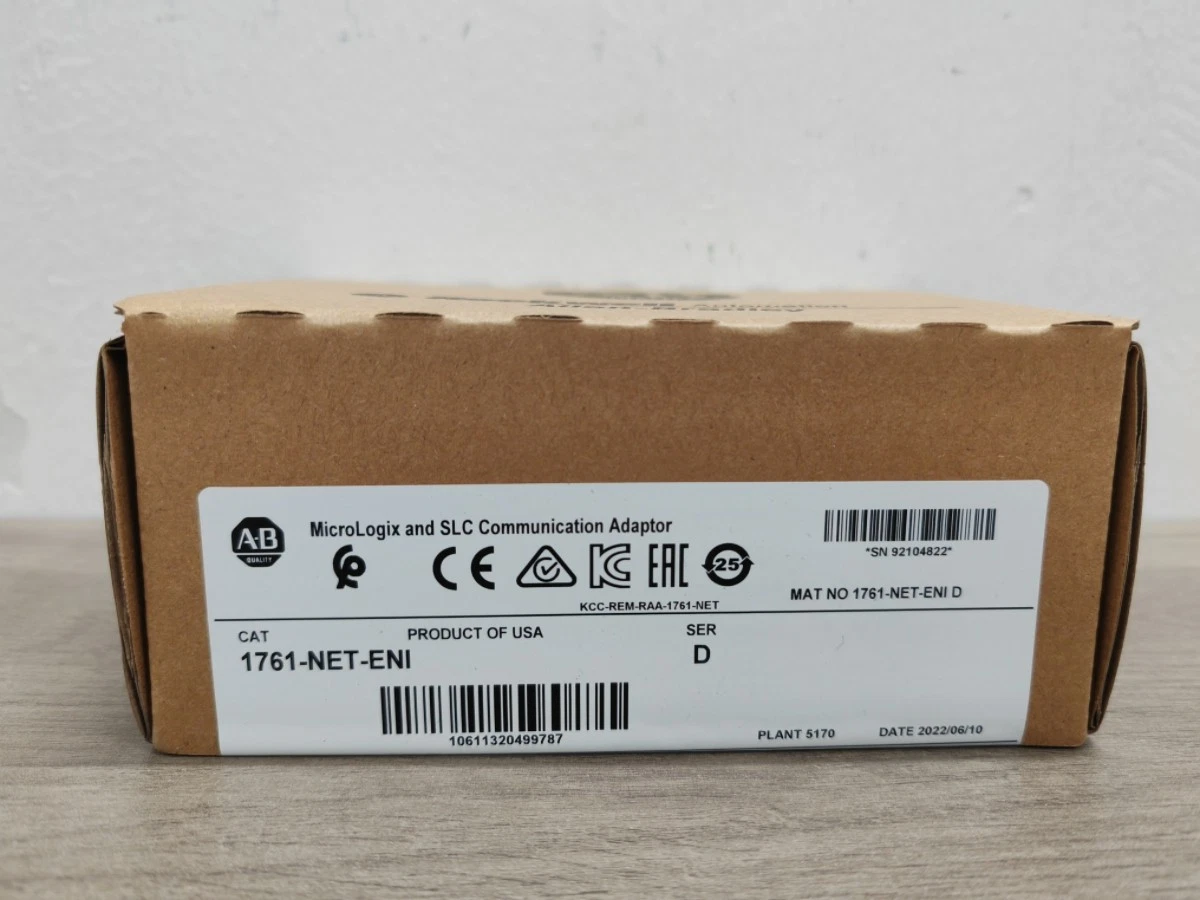 A-B
QUALITY
MicroLogix and SLC Communication Adaptor
CE KC EAC 25
KCC-REM-RAA-1761-NET
*SN 92104822*
MAT NO 1761-NET-ENI D
CAT
PRODUCT OF USA
SER
1761-NET-ENI
D
10611320499787
PLANT 5170
DATE 2022/06/10